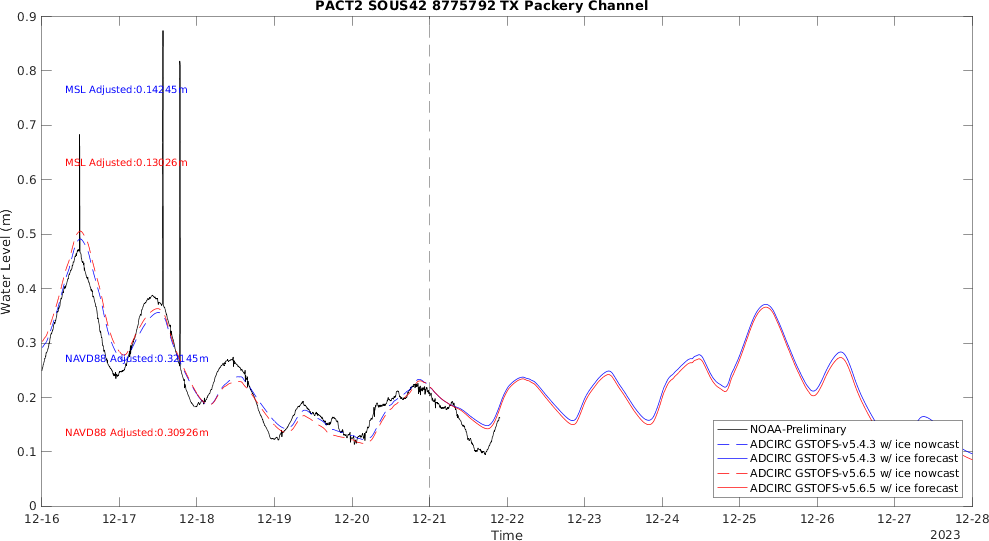 PACT2 SOUS42 8775792 TX Packery Channel
0.9
0.8
0.7
0.6
0.5
0.4
0.3
0.2
0.1
0
Water Level (m)
MSL Adjusted:0.14245m
MSL Adjusted:0.13026m
NAVD88 Adjusted:0.32145m
NAVD88 Adjusted:0.30926m
NOAA-Preliminary
ADCIRC GSTOFS-v5.4.3 w/ ice nowcast
ADCIRC GSTOFS-v5.4.3 w/ ice forecast
ADCIRC GSTOFS-v5.6.5 w/ ice nowcast
ADCIRC GSTOFS-v5.6.5 w/ ice forecast
12-16 12-17 12-18 12-19 12-20 12-21 12-22 12-23 12-24 12-25 12-26 12-27 12-28
Time
2023